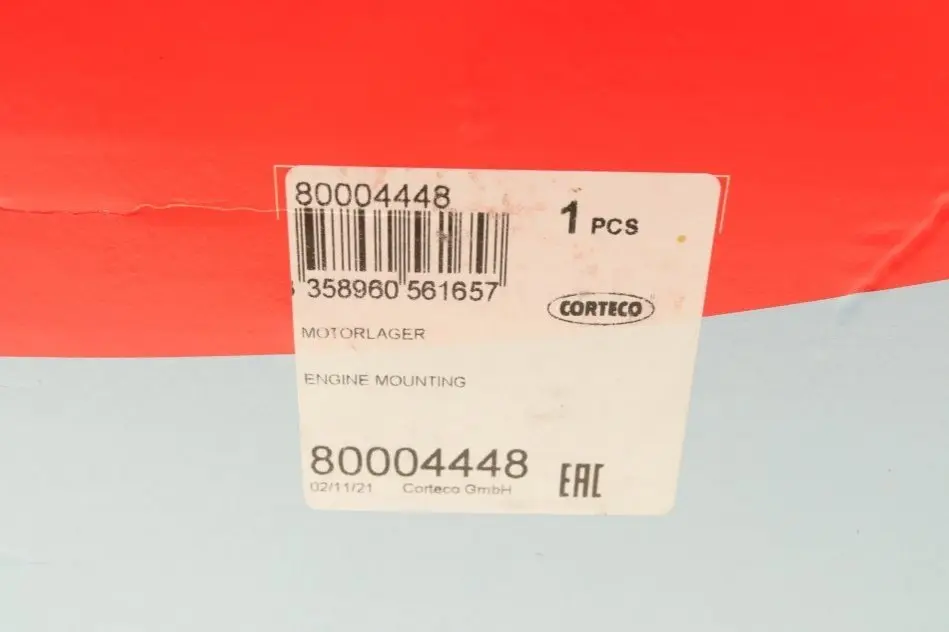 80004448
1 PCS
358960 561657
CORTECO
MOTORLAGER
ENGINE MOUNTING
80004448
02/11/21 Corteco GmbH
EAC